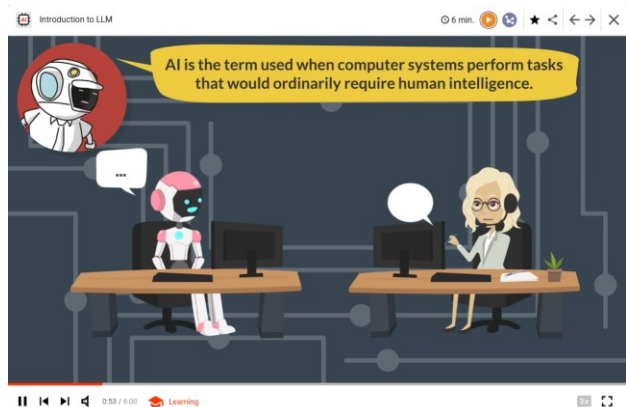 Introduction to LLM
6 min.
AI is the term used when computer systems perform tasks
that would ordinarily require human intelligence.
...
0:53 / 6:00
Learning
2x